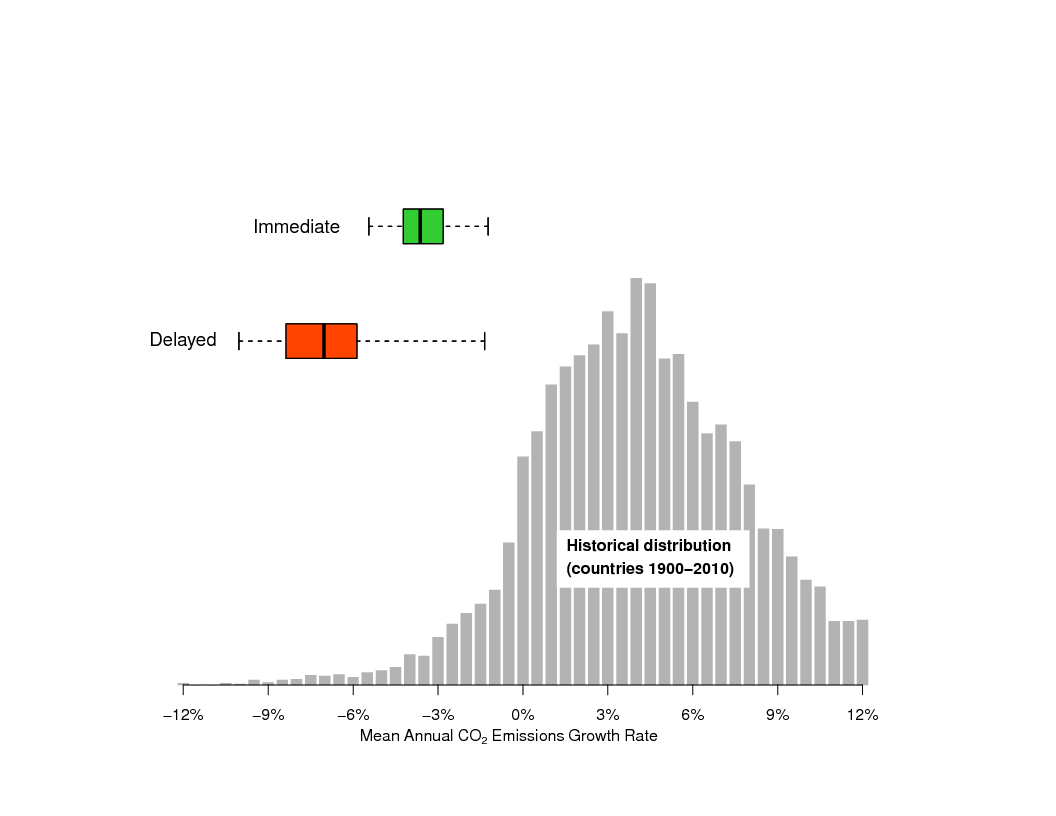 Immediate
Delayed
Historical distribution
(countries 1900–2010)
−12% −9% −6% −3% 0% 3% 6% 9% 12%
Mean Annual CO₂ Emissions Growth Rate